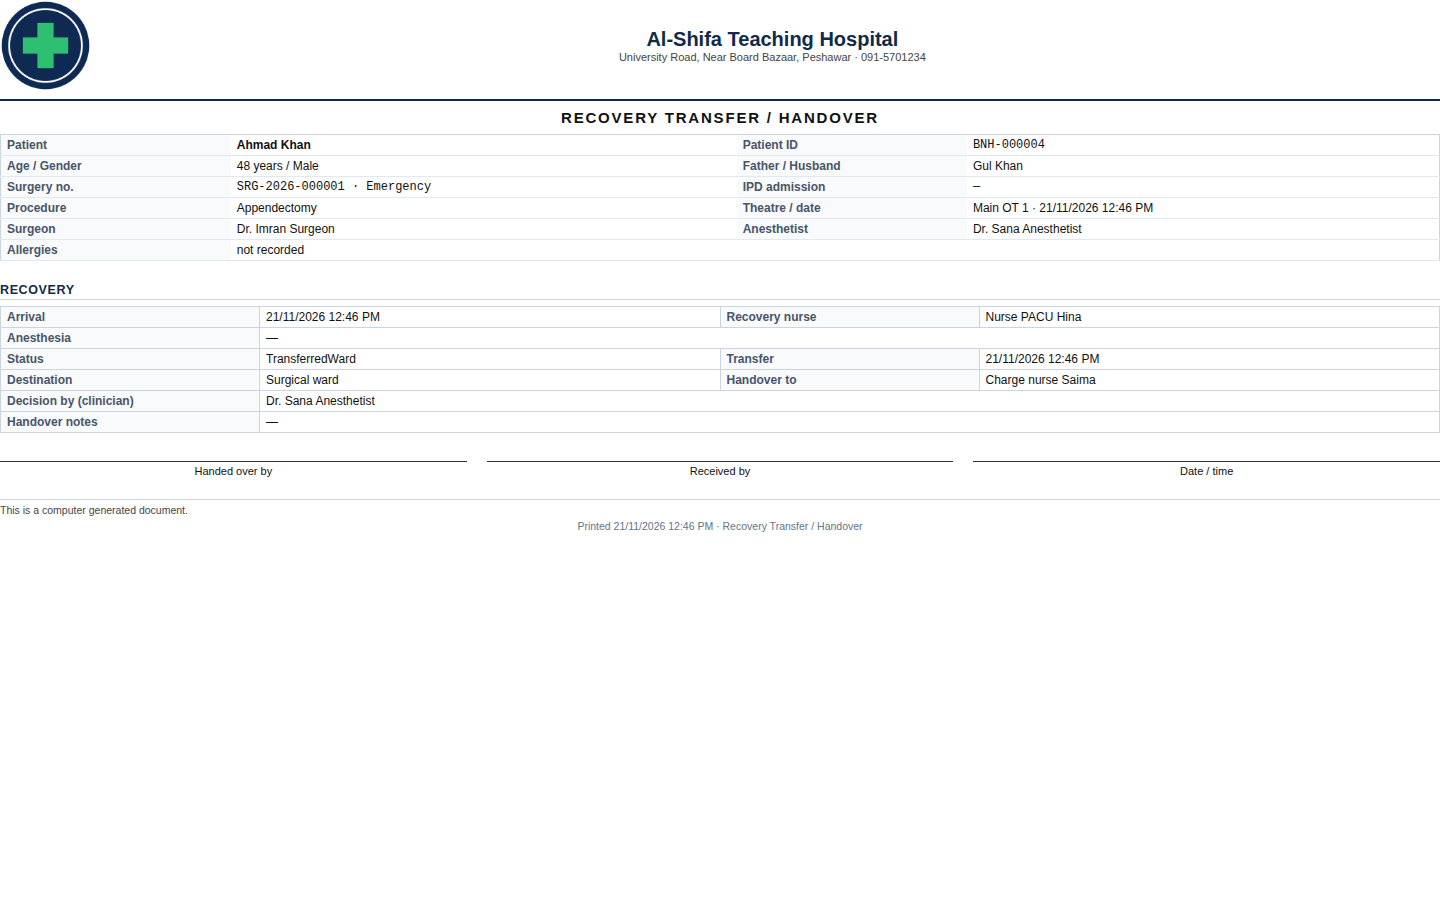 Al-Shifa Teaching Hospital
University Road, Near Board Bazaar, Peshawar · 091-5701234
RECOVERY TRANSFER / HANDOVER
Patient Ahmad Khan Patient ID BNH-000004
Age / Gender 48 years / Male Father / Husband Gul Khan
Surgery no. SRG-2026-000001 · Emergency IPD admission —
Procedure Appendectomy Theatre / date Main OT 1 · 21/11/2026 12:46 PM
Surgeon Dr. Imran Surgeon Anesthetist Dr. Sana Anesthetist
Allergies not recorded
RECOVERY
Arrival 21/11/2026 12:46 PM Recovery nurse Nurse PACU Hina
Anesthesia —
Status TransferredWard Transfer 21/11/2026 12:46 PM
Destination Surgical ward Handover to Charge nurse Saima
Decision by (clinician) Dr. Sana Anesthetist
Handover notes —
Handed over by Received by Date / time
This is a computer generated document.
Printed 21/11/2026 12:46 PM · Recovery Transfer / Handover